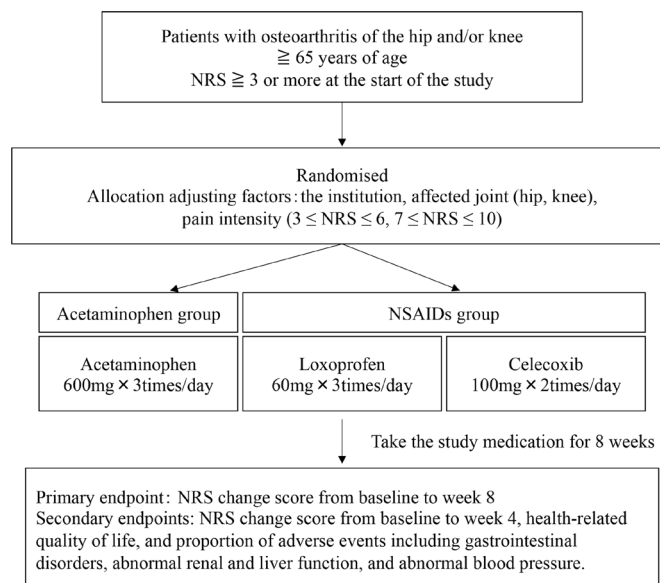 Patients with osteoarthritis of the hip and/or knee
≧ 65 years of age
NRS ≧ 3 or more at the start of the study
Randomised
Allocation adjusting factors: the institution, affected joint (hip, knee),
pain intensity (3 ≤ NRS ≤ 6, 7 ≤ NRS ≤ 10)
Acetaminophen group
NSAIDs group
Acetaminophen
600mg × 3times/day
Loxoprofen
60mg × 3times/day
Celecoxib
100mg × 2times/day
Take the study medication for 8 weeks
Primary endpoint: NRS change score from baseline to week 8
Secondary endpoints: NRS change score from baseline to week 4, health-related
quality of life, and proportion of adverse events including gastrointestinal
disorders, abnormal renal and liver function, and abnormal blood pressure.